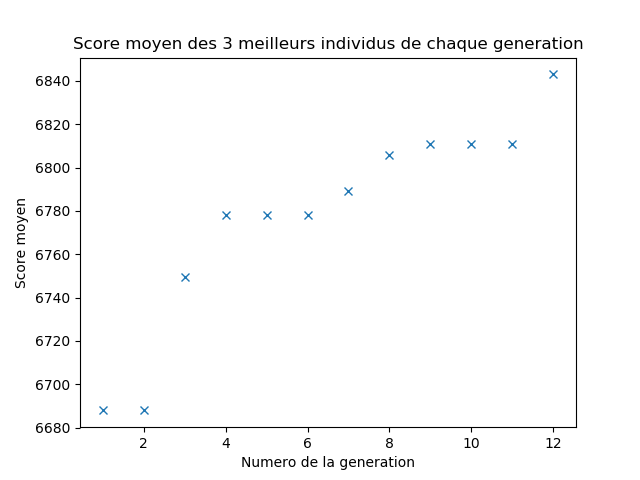 Score moyen des 3 meilleurs individus de chaque generation
6840
6820
6800
6780
6760
6740
6720
6700
6680
Score moyen
2 4 6 8 10 12
Numero de la generation